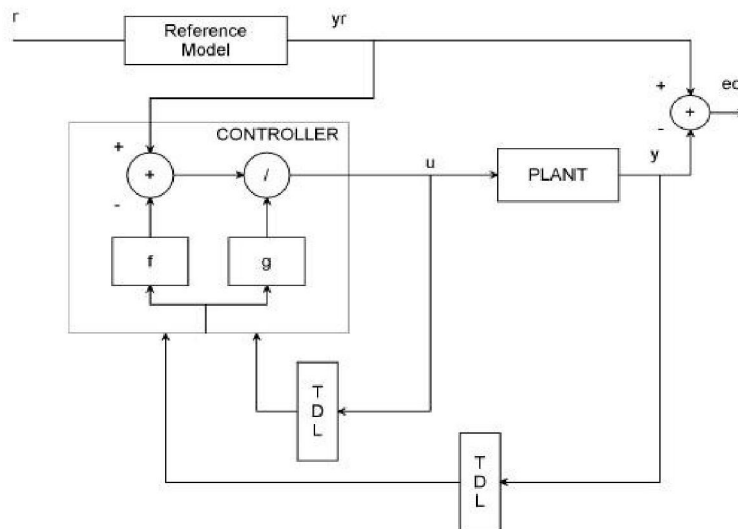 r
Reference
Model
yr
+
ec
+
-
CONTROLLER
+
+
/
-
u
PLANT
y
f
g
T
D
L
T
D
L